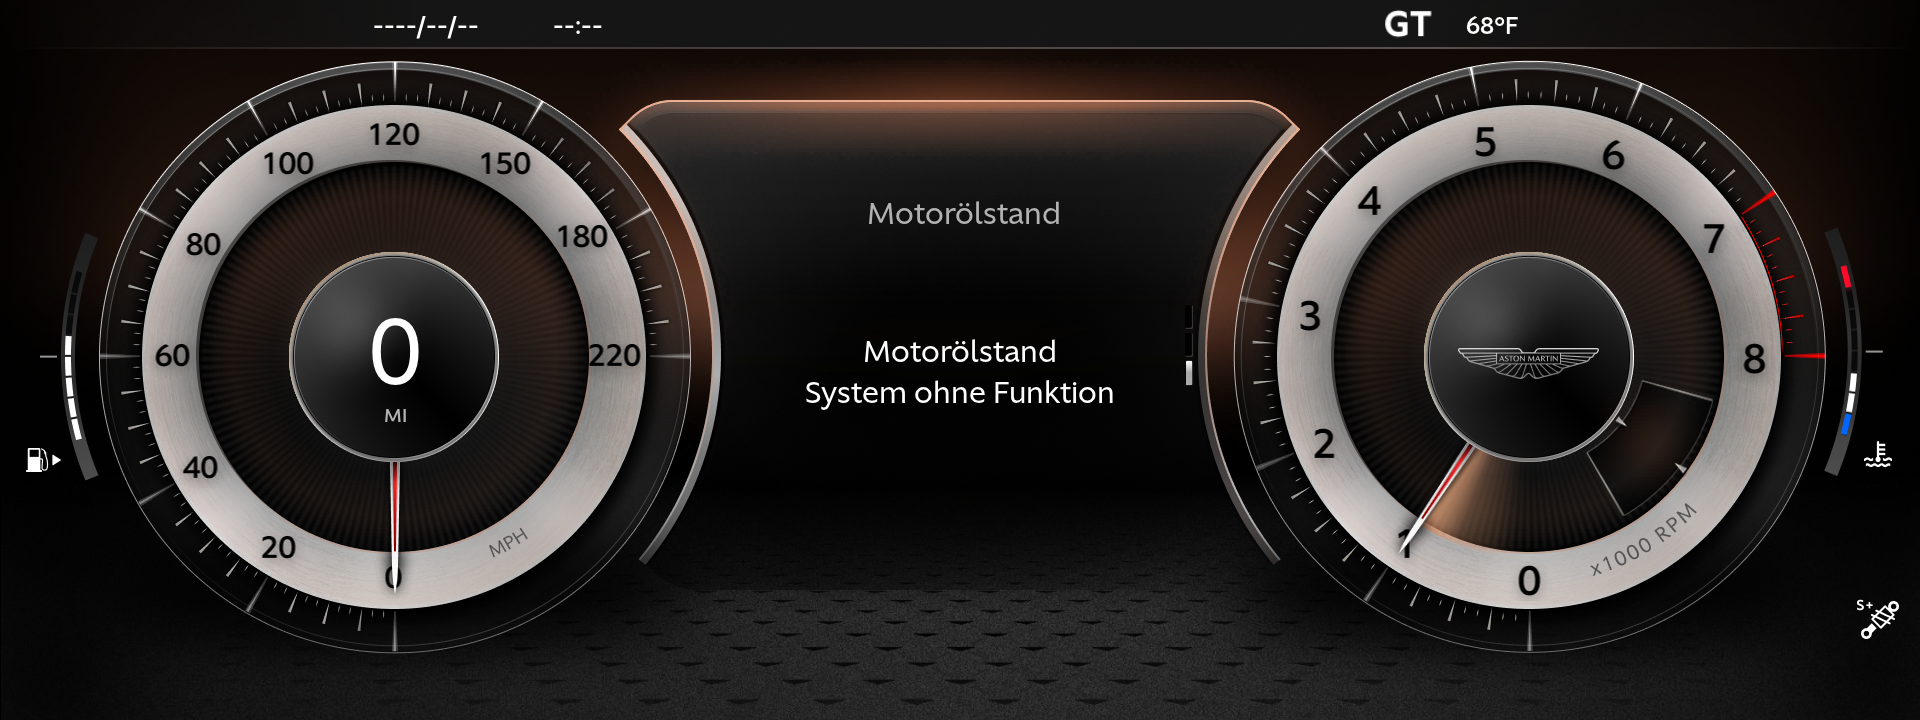 ----/--/-- --:-- GT 68°F
120
100 150
80 180
60 220
40
20
0
MPH
0
MI
Motorölstand
Motorölstand
System ohne Funktion
5
6
4
7
3
8
2
1
0
x1000 RPM
ASTON MARTIN
S+